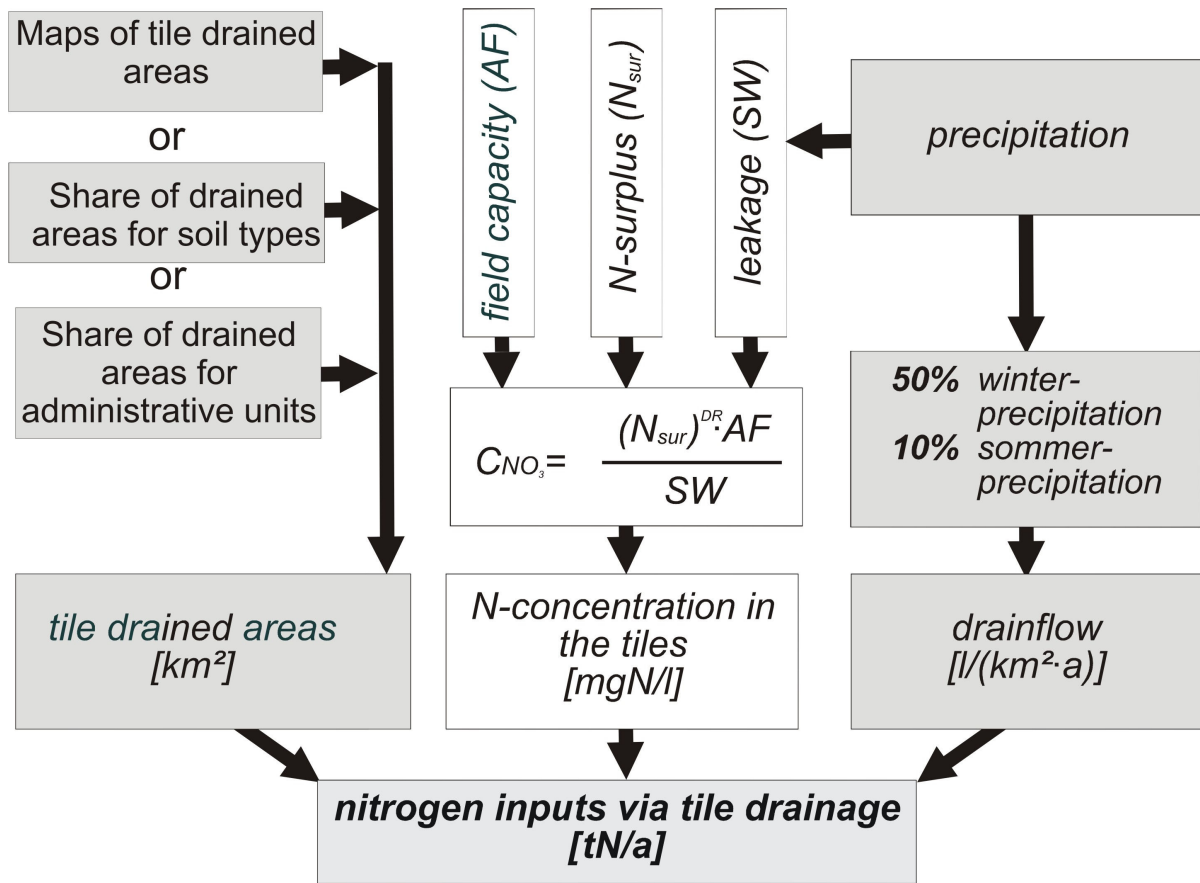 Maps of tile drained
areas
or
Share of drained
areas for soil types
or
Share of drained
areas for
administrative units
field capacity (AF)
N-surplus (Nsur)
leakage (SW)
precipitation
CNO3= (Nsur)^DR·AF
SW
50% winter-
precipitation
10% sommer-
precipitation
tile drained areas
[km²]
N-concentration in
the tiles
[mgN/l]
drainflow
[l/(km²·a)]
nitrogen inputs via tile drainage
[tN/a]